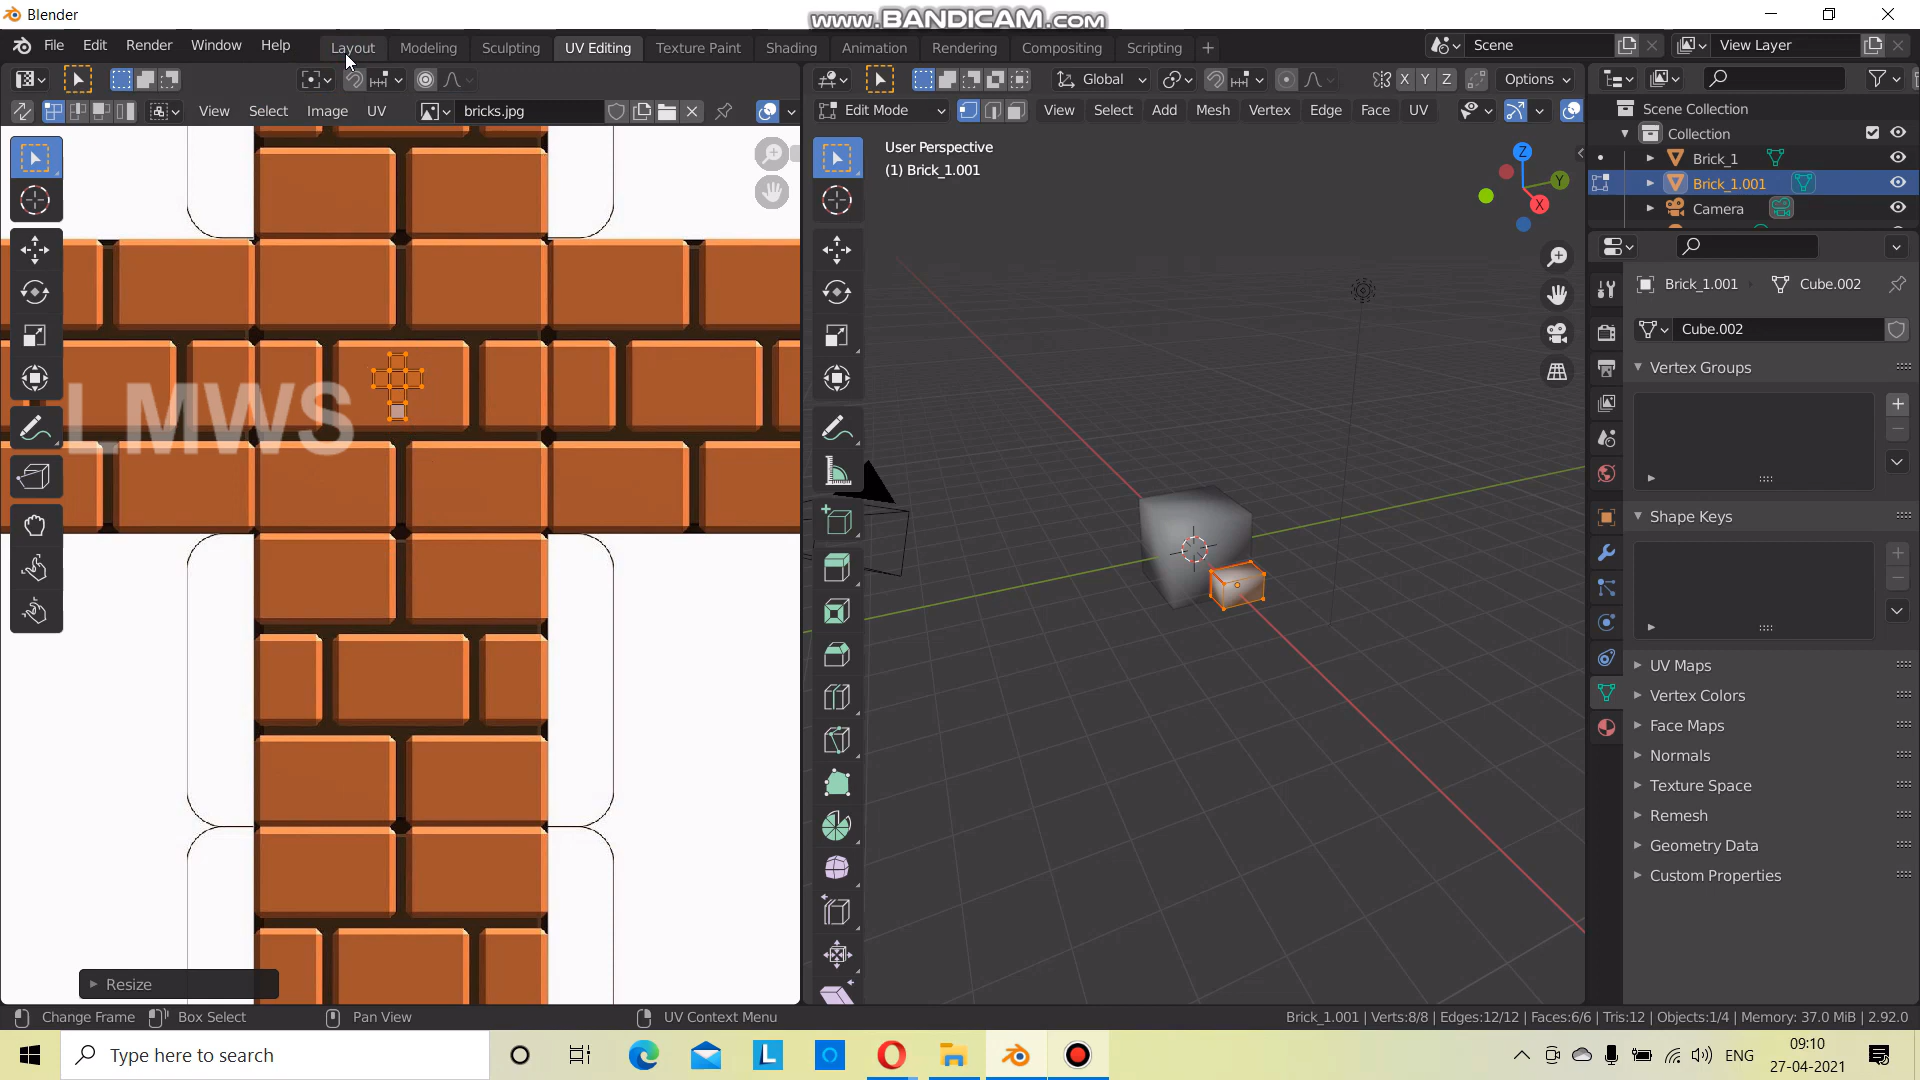 Blender
www.BANDICAM.com
File Edit Render Window Help
Layout Modeling Sculpting UV Editing Texture Paint Shading Animation Rendering Compositing Scripting +
Scene
View Layer
Global
X Y Z
Options
View Select Image UV
bricks.jpg
Edit Mode
View Select Add Mesh Vertex Edge Face UV
User Perspective
(1) Brick_1.001
Z
Y
X
LMWS
Resize
Scene Collection
Collection
Brick_1
Brick_1.001
Camera
Brick_1.001
Cube.002
Cube.002
Vertex Groups
Shape Keys
UV Maps
Vertex Colors
Face Maps
Normals
Texture Space
Remesh
Geometry Data
Custom Properties
Change Frame
Box Select
Pan View
UV Context Menu
Brick_1.001 | Verts:8/8 | Edges:12/12 | Faces:6/6 | Tris:12 | Objects:1/4 | Memory: 37.0 MiB | 2.92.0
Type here to search
L
ENG
09:10
27-04-2021